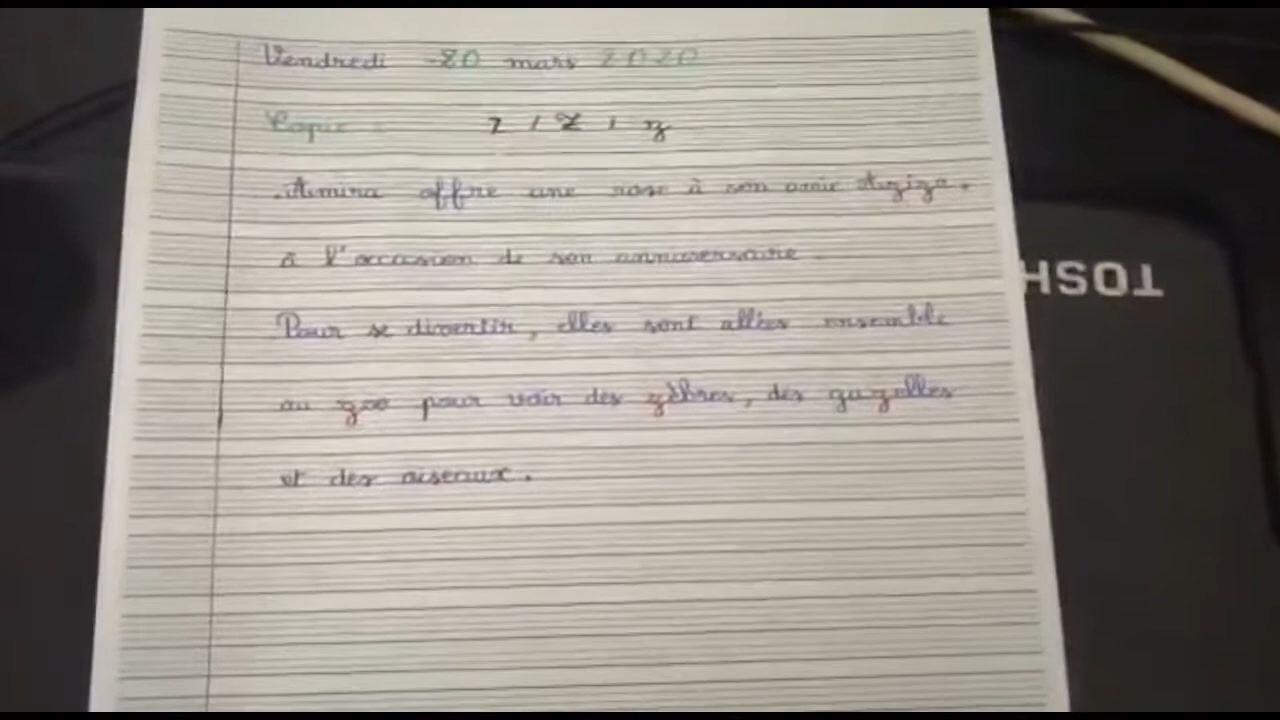 Vendredi 20 mars 2020
Copie : z / Z / z
Amira offre une rose à son amie Aziza.
à l'occasion de son anniversaire.
Pour se divertir, elles sont allées ensemble
au zoo pour voir des zèbres, des gazelles
et des oiseaux.
TOSH